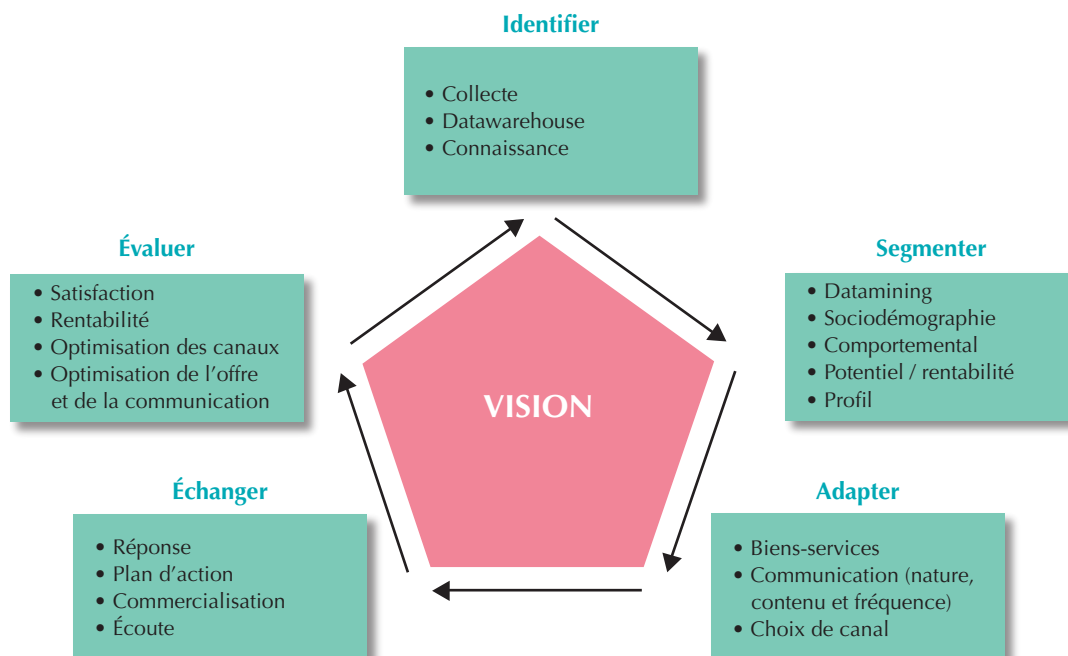 Identifier
• Collecte
• Datawarehouse
• Connaissance
Évaluer
• Satisfaction
• Rentabilité
• Optimisation des canaux
• Optimisation de l'offre
et de la communication
Segmenter
• Datamining
• Sociodémographie
• Comportemental
• Potentiel / rentabilité
• Profil
VISION
Échanger
• Réponse
• Plan d'action
• Commercialisation
• Écoute
Adapter
• Biens-services
• Communication (nature,
contenu et fréquence)
• Choix de canal